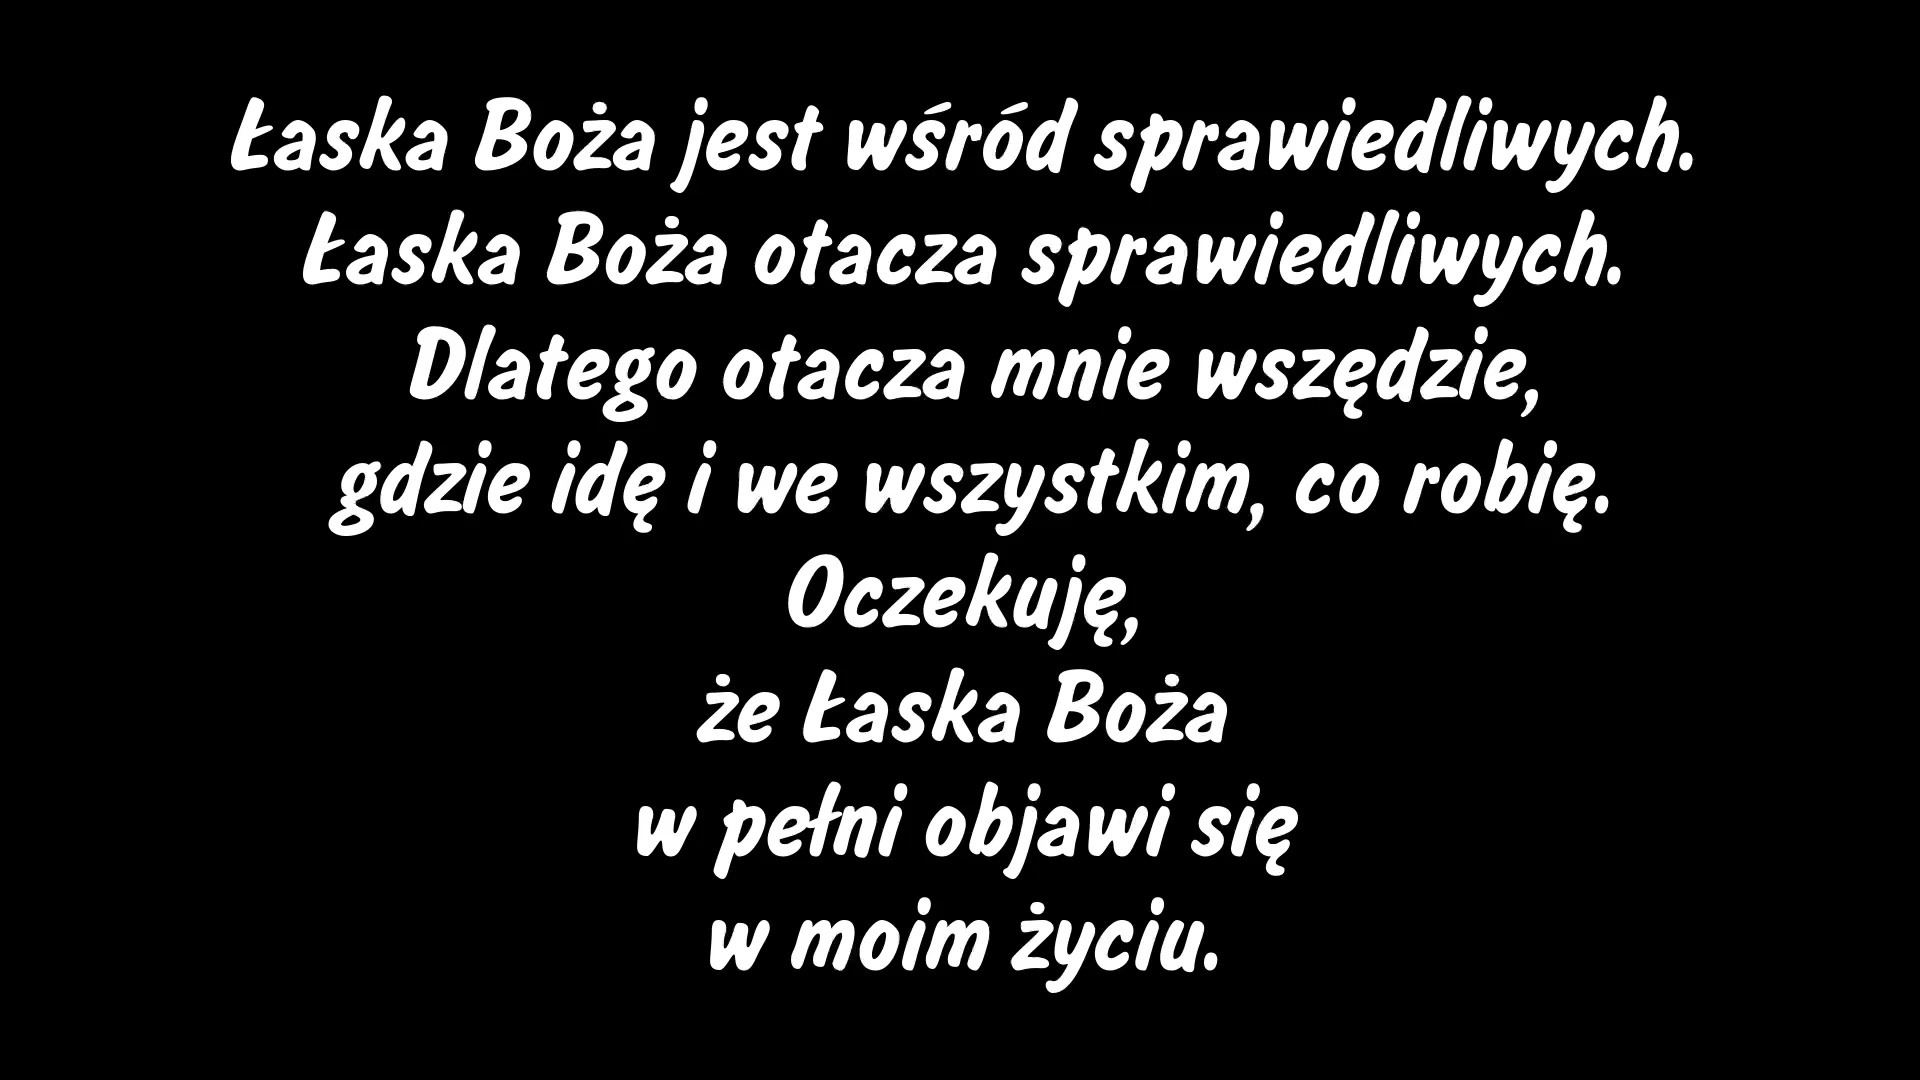 Łaska Boża jest wśród sprawiedliwych.
Łaska Boża otacza sprawiedliwych.
Dlatego otacza mnie wszędzie,
gdzie idę i we wszystkim, co robię.
Oczekuję,
że Łaska Boża
w pełni objawi się
w moim życiu.